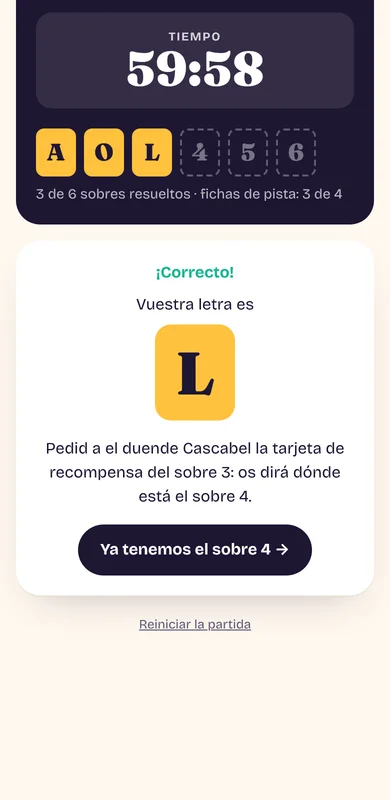 TIEMPO
59:58
A O L 4 5 6
3 de 6 sobres resueltos · fichas de pista: 3 de 4
¡Correcto!
Vuestra letra es
L
Pedid a el duende Cascabel la tarjeta de
recompensa del sobre 3: os dirá dónde
está el sobre 4.
Ya tenemos el sobre 4 →
Reiniciar la partida